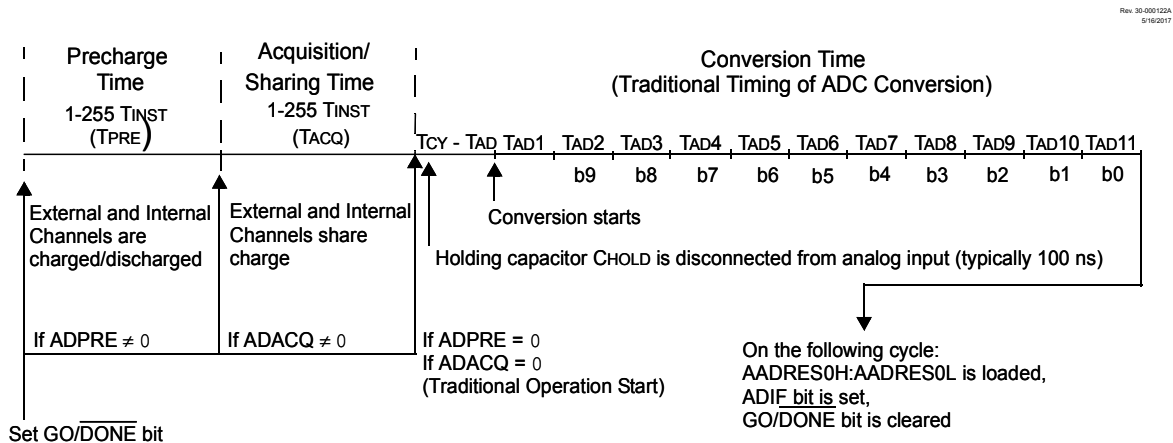 Rev. 30-000122A
5/16/2017
Precharge
Time
1-255 TINST
(TPRE)
Acquisition/
Sharing Time
1-255 TINST
(TACQ)
Conversion Time
(Traditional Timing of ADC Conversion)
TCY - TAD TAD1 TAD2 TAD3 TAD4 TAD5 TAD6 TAD7 TAD8 TAD9 TAD10 TAD11
b9 b8 b7 b6 b5 b4 b3 b2 b1 b0
External and Internal
Channels are
charged/discharged
External and Internal
Channels share
charge
Conversion starts
Holding capacitor CHOLD is disconnected from analog input (typically 100 ns)
If ADPRE ≠ 0
If ADACQ ≠ 0
If ADPRE = 0
If ADACQ = 0
(Traditional Operation Start)
On the following cycle:
AADRES0H:AADRES0L is loaded,
ADIF bit is set,
GO/DONE bit is cleared
Set GO/DONE bit